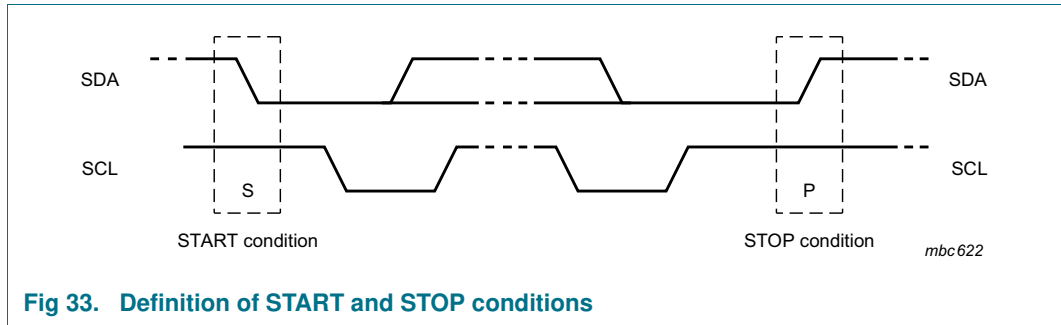 SDA SDA
SCL SCL
S P
START condition STOP condition
mbc622
Fig 33. Definition of START and STOP conditions